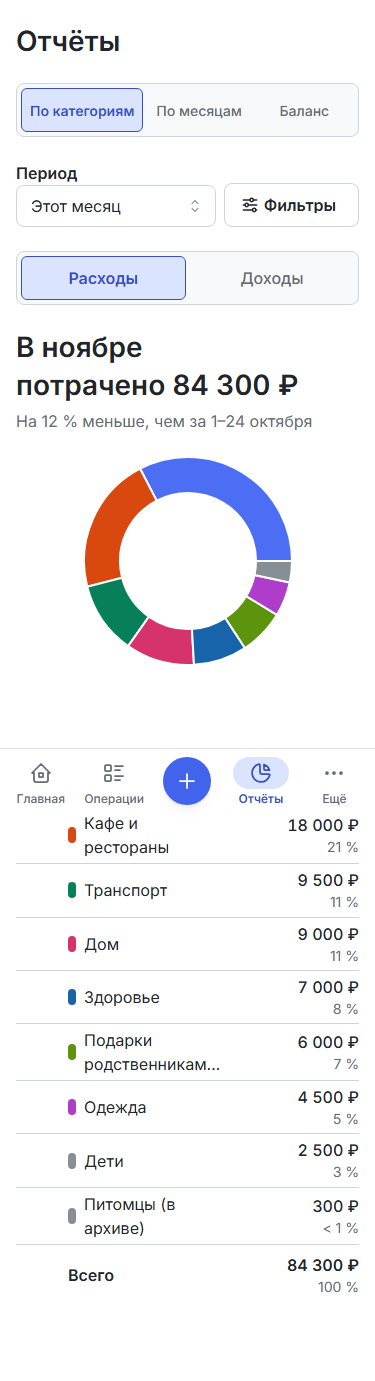 Отчёты
По категориям По месяцам Баланс
Период
Этот месяц Фильтры
Расходы Доходы
В ноябре
потрачено 84 300 ₽
На 12 % меньше, чем за 1–24 октября
Главная Операции Отчёты Ещё
Кафе и
рестораны
18 000 ₽
21 %
Транспорт
9 500 ₽
11 %
Дом
9 000 ₽
11 %
Здоровье
7 000 ₽
8 %
Подарки
родственникам…
6 000 ₽
7 %
Одежда
4 500 ₽
5 %
Дети
2 500 ₽
3 %
Питомцы (в
архиве)
300 ₽
< 1 %
Всего
84 300 ₽
100 %